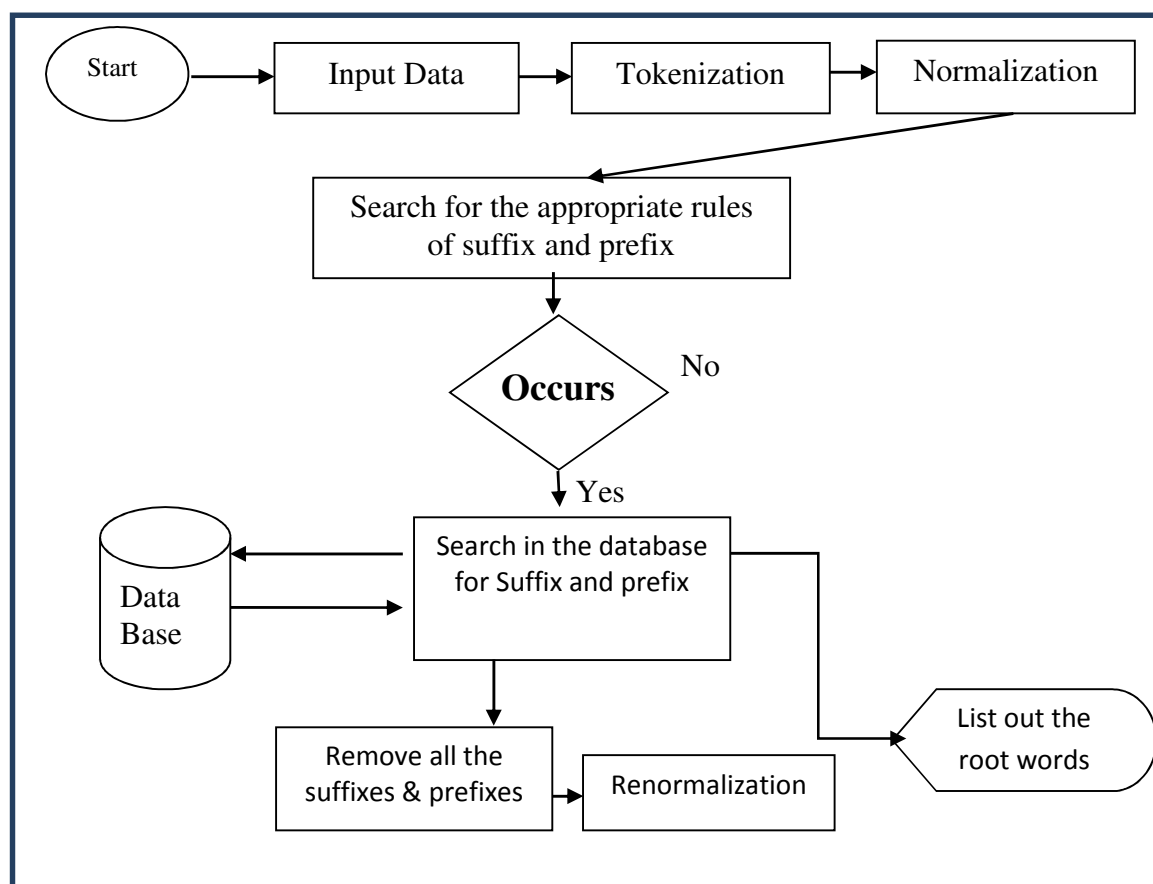 Start
Input Data
Tokenization
Normalization
Search for the appropriate rules
of suffix and prefix
Occurs
No
Yes
Search in the database
for Suffix and prefix
Data
Base
Remove all the
suffixes & prefixes
Renormalization
List out the
root words